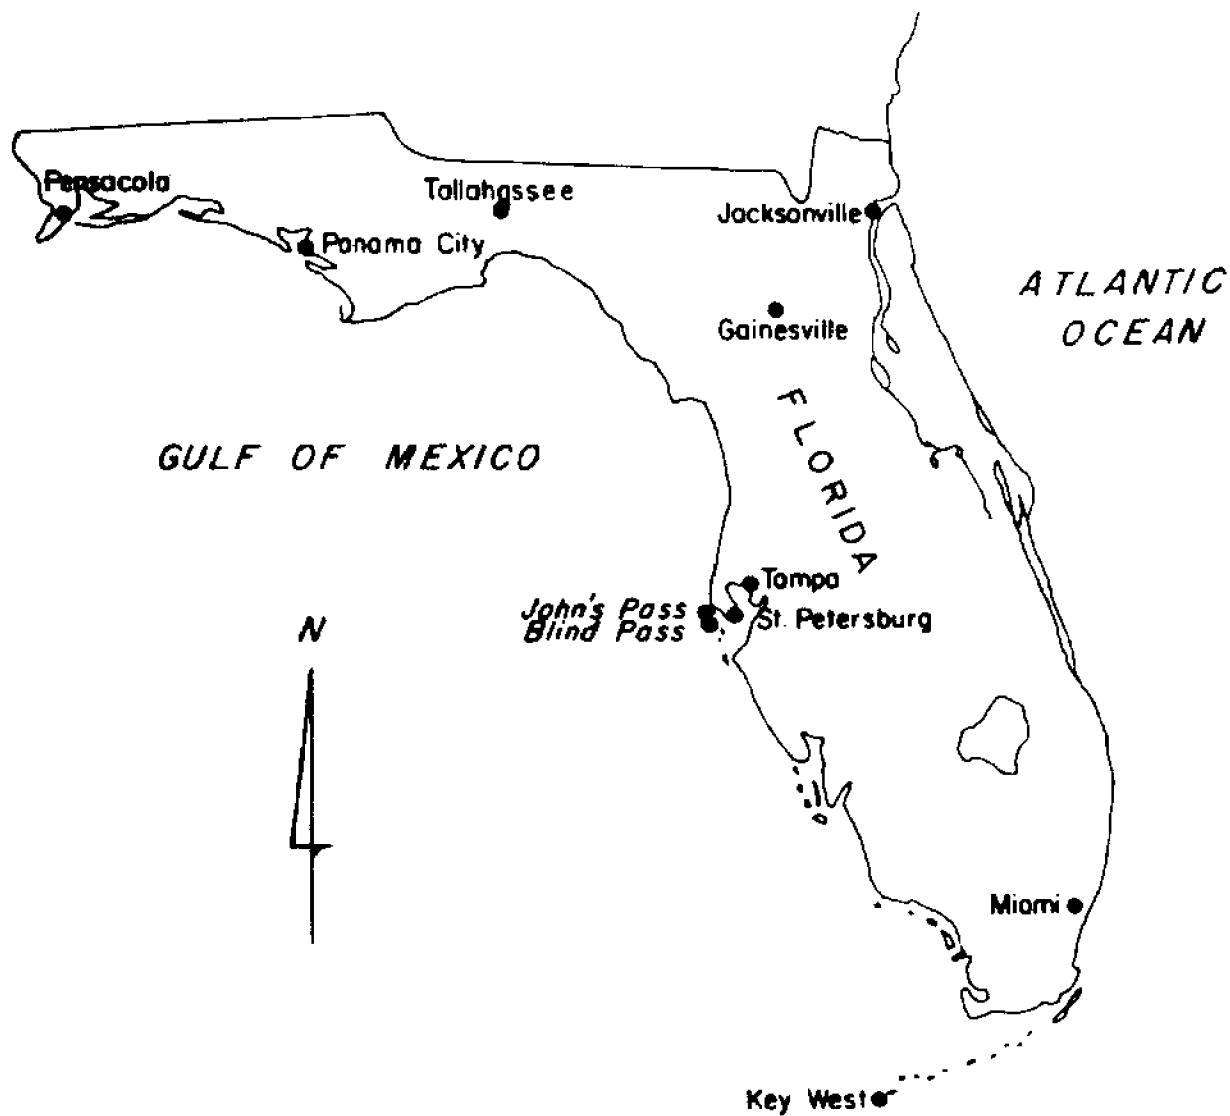 Pensacola
Tallahassee
Jacksonville
Panama City
ATLANTIC
OCEAN
Gainesville
FLORIDA
GULF OF MEXICO
Tampa
John's Pass
Blind Pass
St. Petersburg
N
Miami
Key West